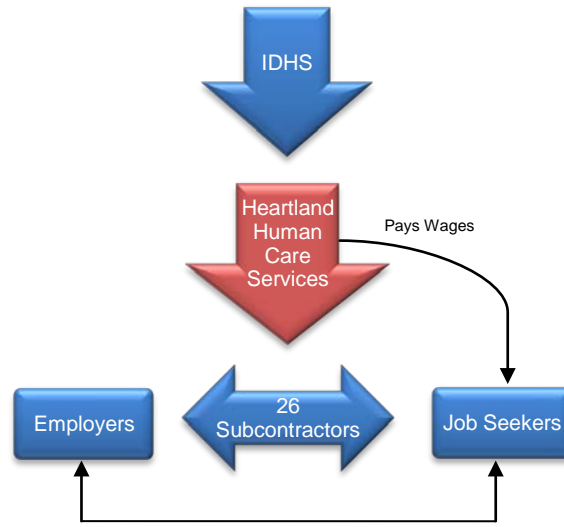 IDHS
Heartland
Human
Care
Services
Pays Wages
Employers
26
Subcontractors
Job Seekers